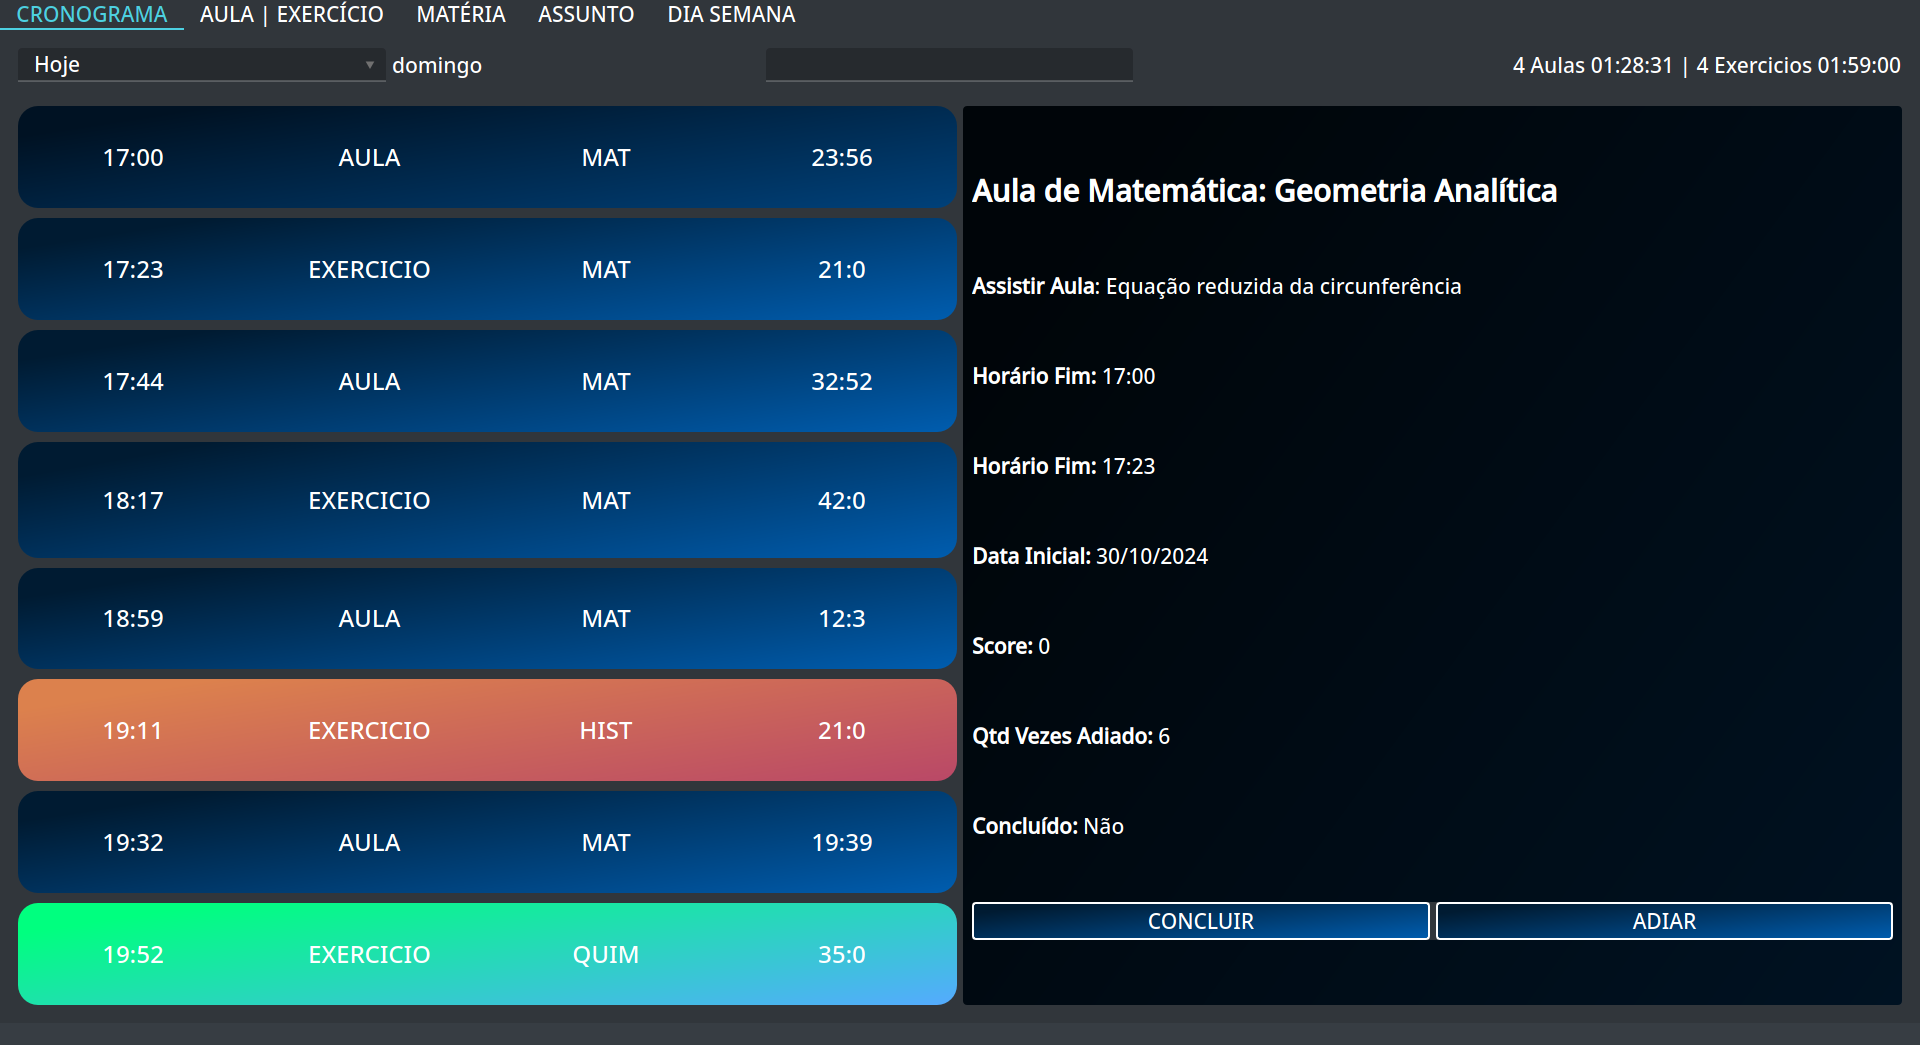 CRONOGRAMA AULA | EXERCÍCIO MATÉRIA ASSUNTO DIA SEMANA
Hoje domingo 4 Aulas 01:28:31 | 4 Exercicios 01:59:00
17:00 AULA MAT 23:56
17:23 EXERCICIO MAT 21:0
17:44 AULA MAT 32:52
18:17 EXERCICIO MAT 42:0
18:59 AULA MAT 12:3
19:11 EXERCICIO HIST 21:0
19:32 AULA MAT 19:39
19:52 EXERCICIO QUIM 35:0
Aula de Matemática: Geometria Analítica
Assistir Aula: Equação reduzida da circunferência
Horário Fim: 17:00
Horário Fim: 17:23
Data Inicial: 30/10/2024
Score: 0
Qtd Vezes Adiado: 6
Concluído: Não
CONCLUIR ADIAR